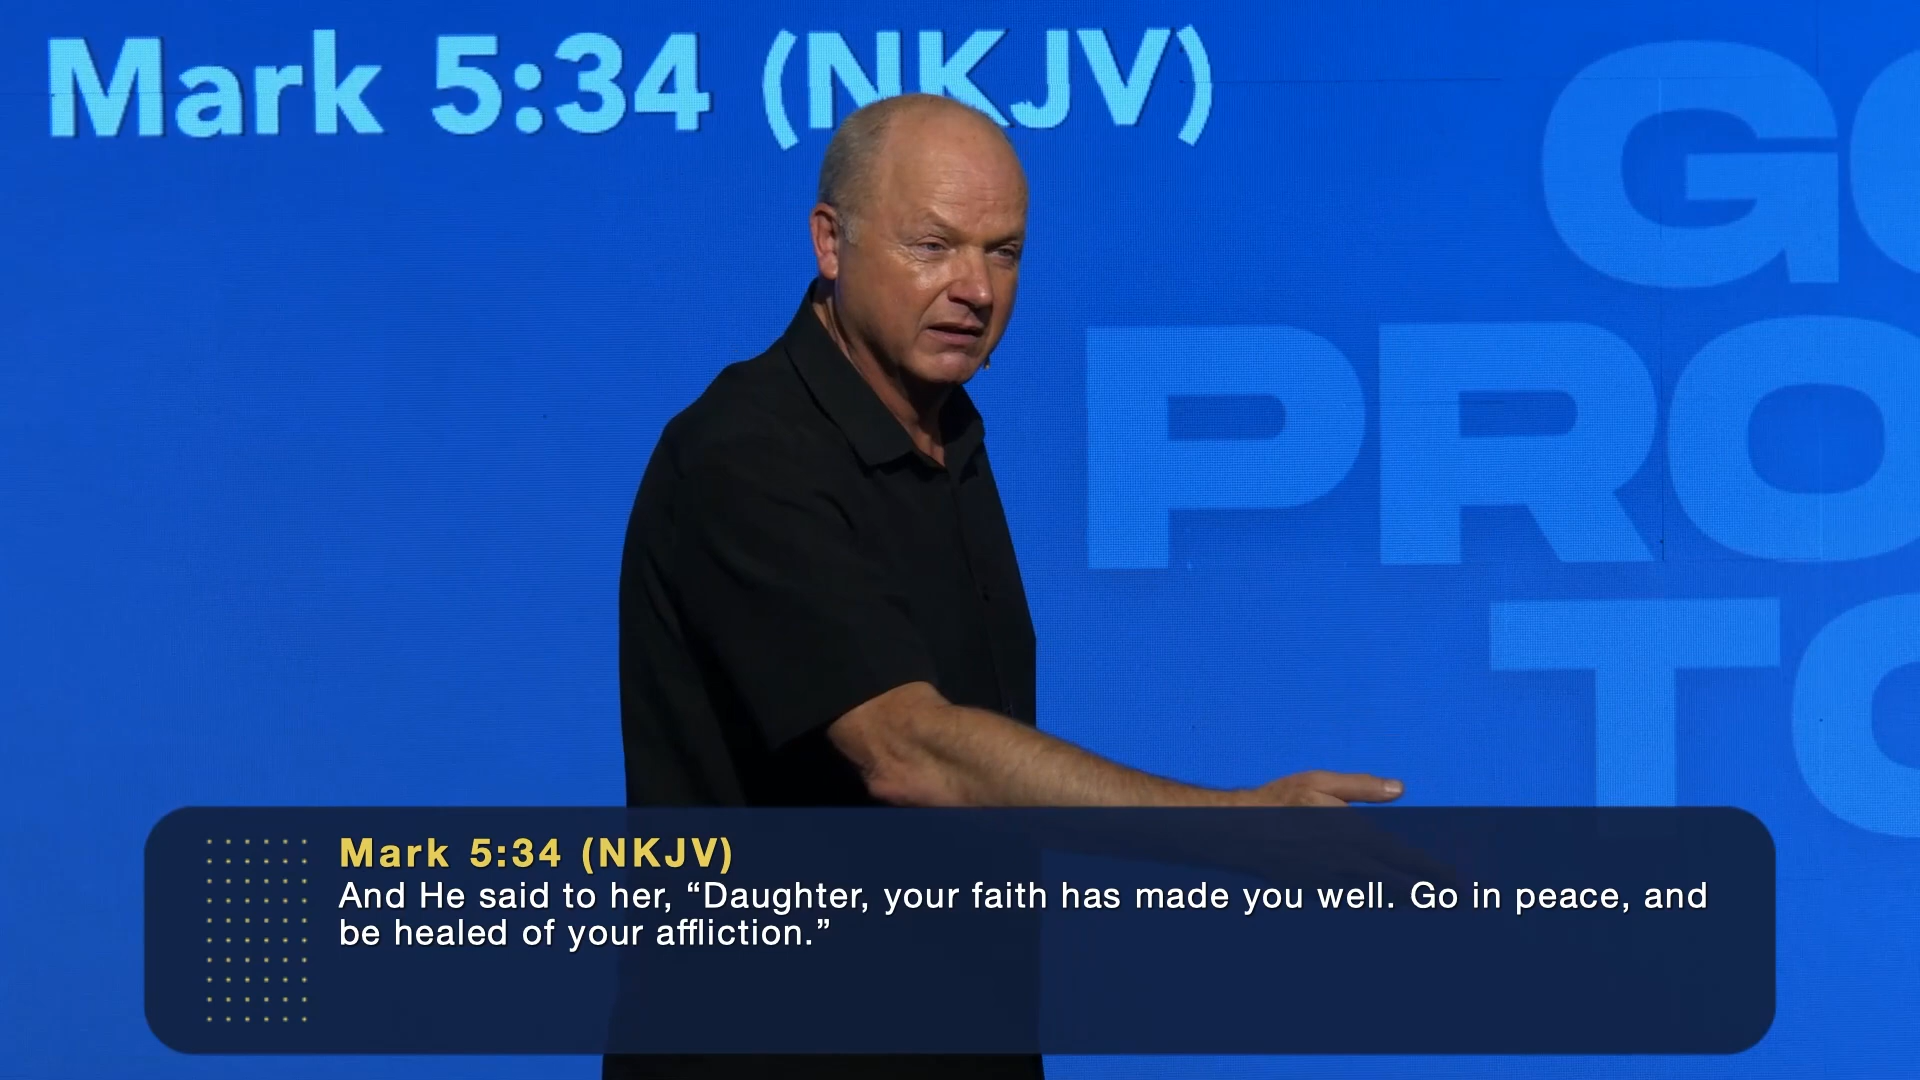 Mark 5:34 (NKJV)
PRO
Mark 5:34 (NKJV)
And He said to her, “Daughter, your faith has made you well. Go in peace, and
be healed of your affliction.”